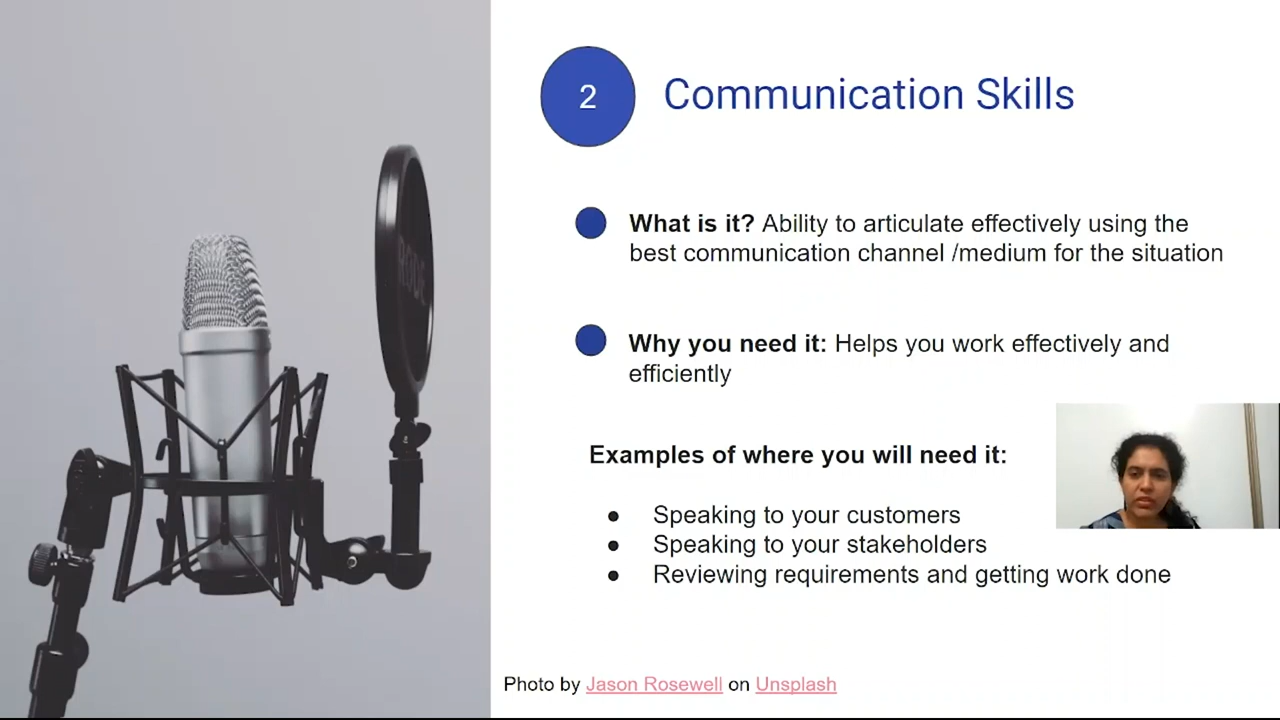 2
Communication Skills
What is it? Ability to articulate effectively using the
best communication channel /medium for the situation
Why you need it: Helps you work effectively and
efficiently
Examples of where you will need it:
● Speaking to your customers
● Speaking to your stakeholders
● Reviewing requirements and getting work done
Photo by Jason Rosewell on Unsplash
RODE